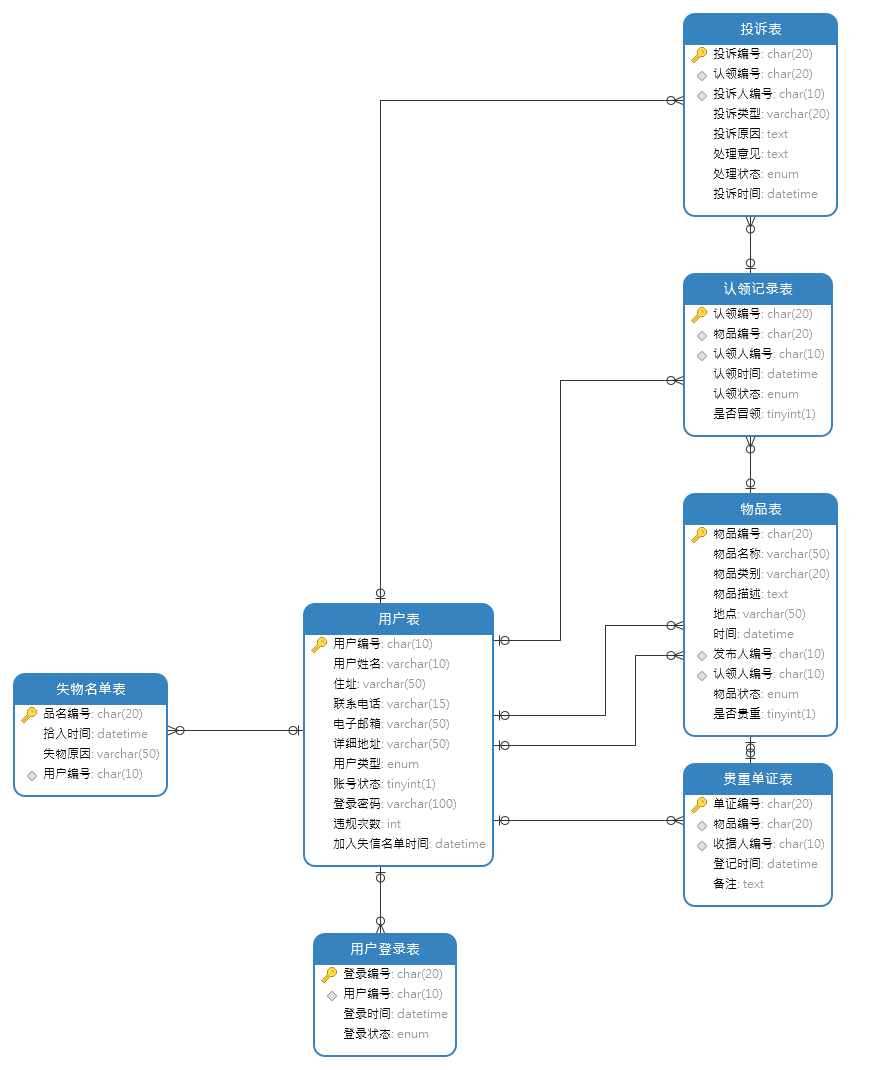 投诉表
投诉编号: char(20)
认领编号: char(20)
投诉人编号: char(10)
投诉类型: varchar(20)
投诉原因: text
处理意见: text
处理状态: enum
投诉时间: datetime
认领记录表
认领编号: char(20)
物品编号: char(20)
认领人编号: char(10)
认领时间: datetime
认领状态: enum
是否冒领: tinyint(1)
物品表
物品编号: char(20)
物品名称: varchar(50)
物品类别: varchar(20)
物品描述: text
地点: varchar(50)
时间: datetime
发布人编号: char(10)
认领人编号: char(10)
物品状态: enum
是否贵重: tinyint(1)
用户表
用户编号: char(10)
用户姓名: varchar(10)
住址: varchar(50)
联系电话: varchar(15)
电子邮箱: varchar(50)
详细地址: varchar(50)
用户类型: enum
账号状态: tinyint(1)
登录密码: varchar(100)
违规次数: int
加入失信名单时间: datetime
失物名单表
品名编号: char(20)
拾入时间: datetime
失物原因: varchar(50)
用户编号: char(10)
贵重单证表
单证编号: char(20)
物品编号: char(20)
收据人编号: char(10)
登记时间: datetime
备注: text
用户登录表
登录编号: char(20)
用户编号: char(10)
登录时间: datetime
登录状态: enum